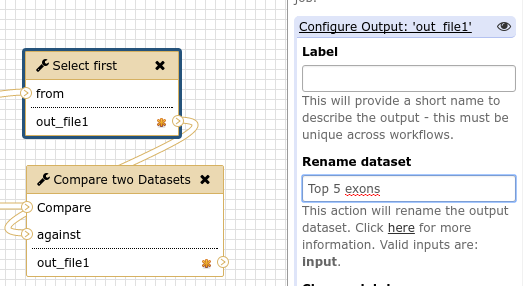 Select first
from
out_file1
Compare two Datasets
Compare
against
out_file1
job.
Configure Output: 'out_file1'
Label
This will provide a short name to
describe the output - this must be
unique across workflows.
Rename dataset
Top 5 exons
This action will rename the output
dataset. Click here for more
information. Valid inputs are:
input.